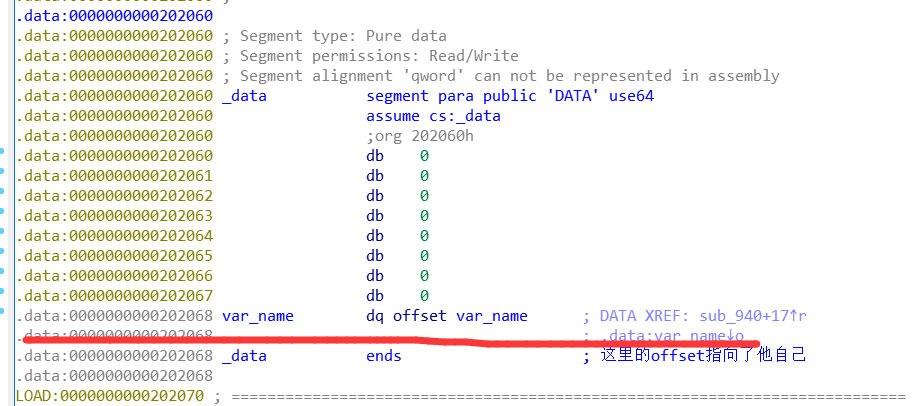 .data:0000000000202060 ;
.data:0000000000202060
.data:0000000000202060 ; Segment type: Pure data
.data:0000000000202060 ; Segment permissions: Read/Write
.data:0000000000202060 ; Segment alignment 'qword' can not be represented in assembly
.data:0000000000202060 _data segment para public 'DATA' use64
.data:0000000000202060 assume cs:_data
.data:0000000000202060 ;org 202060h
.data:0000000000202060 db 0
.data:0000000000202061 db 0
.data:0000000000202062 db 0
.data:0000000000202063 db 0
.data:0000000000202064 db 0
.data:0000000000202065 db 0
.data:0000000000202066 db 0
.data:0000000000202067 db 0
.data:0000000000202068 var_name dq offset var_name ; DATA XREF: sub_940+17↑r
.data:0000000000202068 ; .data:var_name↓o
.data:0000000000202068 _data ends ; 这里的offset指向了他自己
.data:0000000000202068
LOAD:0000000000202070 ; ===========================================================================